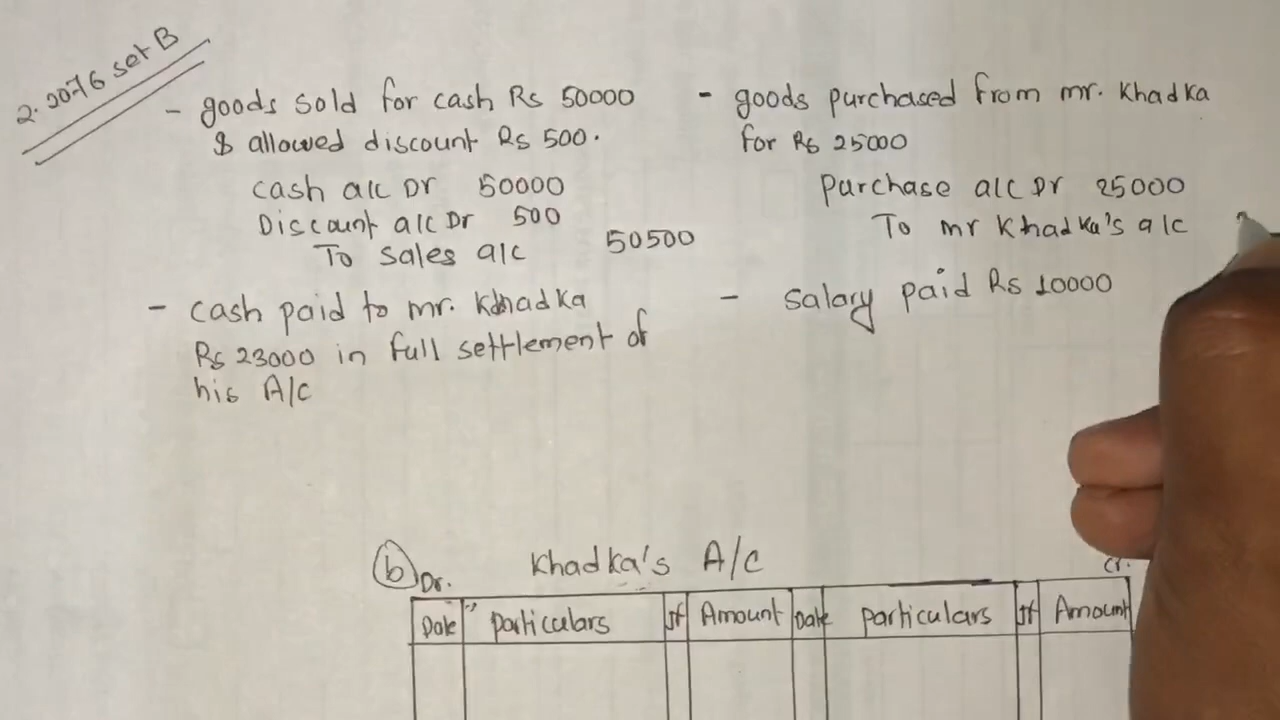 2. 2076 set B
- goods sold for cash Rs 50000
& allowed discount Rs 500.
cash a/c Dr 50000
Discount a/c Dr 500
To sales a/c 50500
- cash paid to mr. Khadka
Rs 23000 in full settlement of
his A/c
- goods purchased from mr. Khadka
for Rs 25000
purchase a/c Dr 25000
To mr Khadka's a/c
- salary paid Rs 10000
b
Khadka's A/c
Dr. Cr.
Date particulars Jf Amount Date particulars Jf Amount